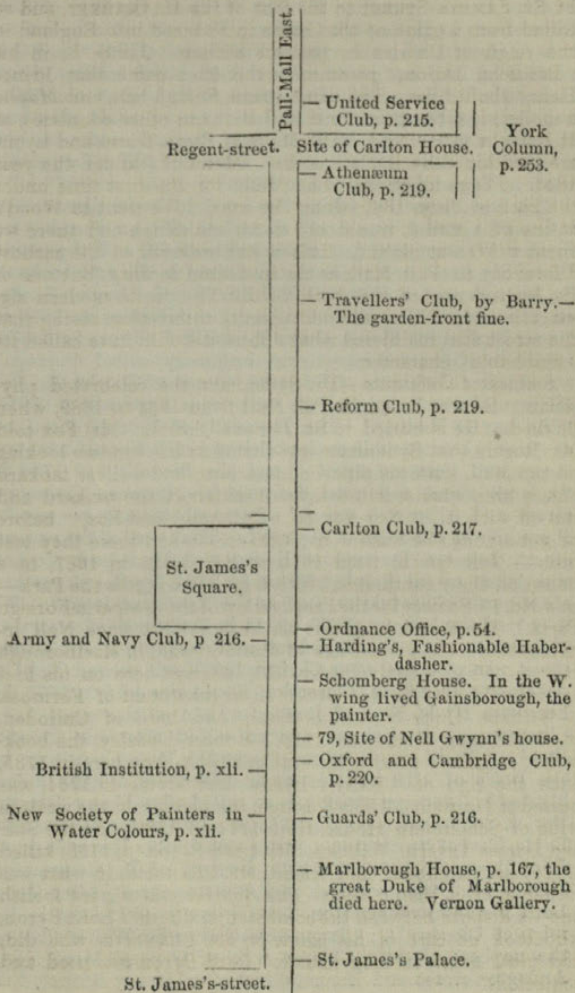 Pall-Mall East.
United Service
Club, p. 215.
York
Column,
p. 253.
Regent-street.
Site of Carlton House.
Athenæum
Club, p. 219.
Travellers' Club, by Barry.—
The garden-front fine.
Reform Club, p. 219.
Carlton Club, p. 217.
St. James's
Square.
Army and Navy Club, p 216.
Ordnance Office, p. 54.
Harding's, Fashionable Haber-
dasher.
Schomberg House. In the W.
wing lived Gainsborough, the
painter.
79, Site of Nell Gwynn's house.
British Institution, p. xli.
Oxford and Cambridge Club,
p. 220.
New Society of Painters in
Water Colours, p. xli.
Guards' Club, p. 216.
Marlborough House, p. 167, the
great Duke of Marlborough
died here. Vernon Gallery.
St. James's Palace.
St. James's-street.